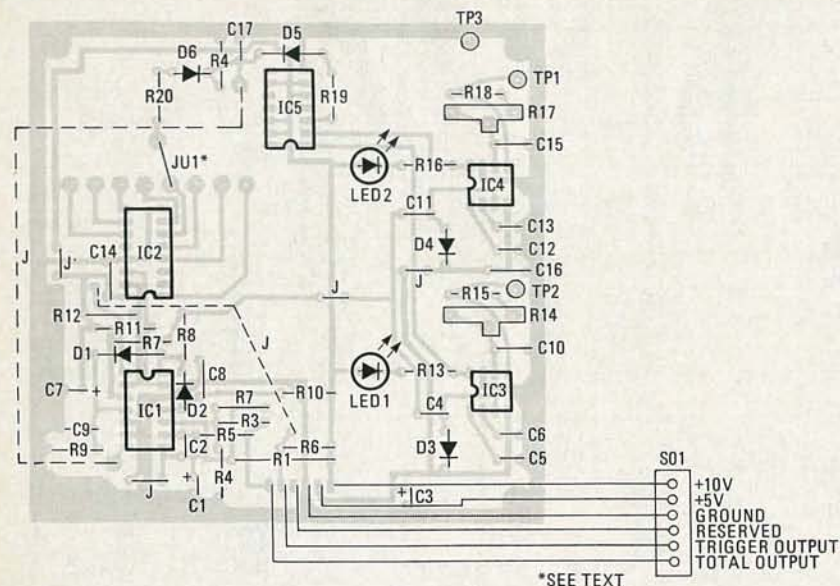 TP3
C17
D6
R4
D5
TP1
R20
IC5
R19
R18
R17
C15
JU1*
R16
LED2
IC4
C11
C13
IC2
D4
C12
J
J
C14
J
C16
R15
TP2
R12
J
R14
R11
R7
R8
J
C10
D1
C7
+
C8
R13
IC1
D2
LED1
R10
IC3
C4
R7
C9
R3
C6
R5
R9
C2
R6
D3
C5
R1
S01
J
+
C1
R4
+
C3
+10V
+5V
GROUND
RESERVED
TRIGGER OUTPUT
TOTAL OUTPUT
*SEE TEXT